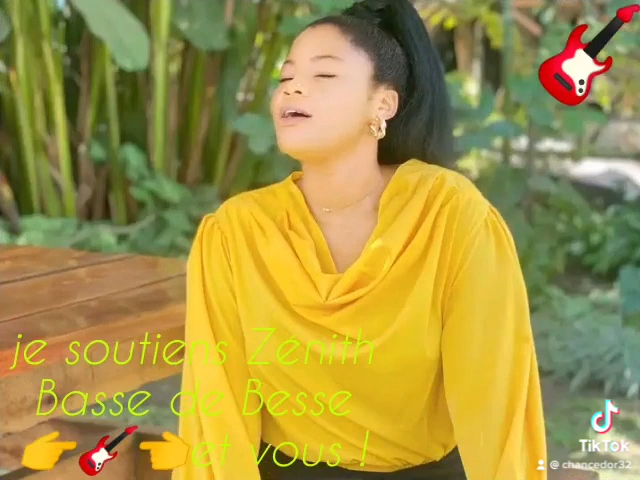 je soutiens Zénith
Basse de Besse
👉🎸👈et vous !
TikTok
@ chancedor32